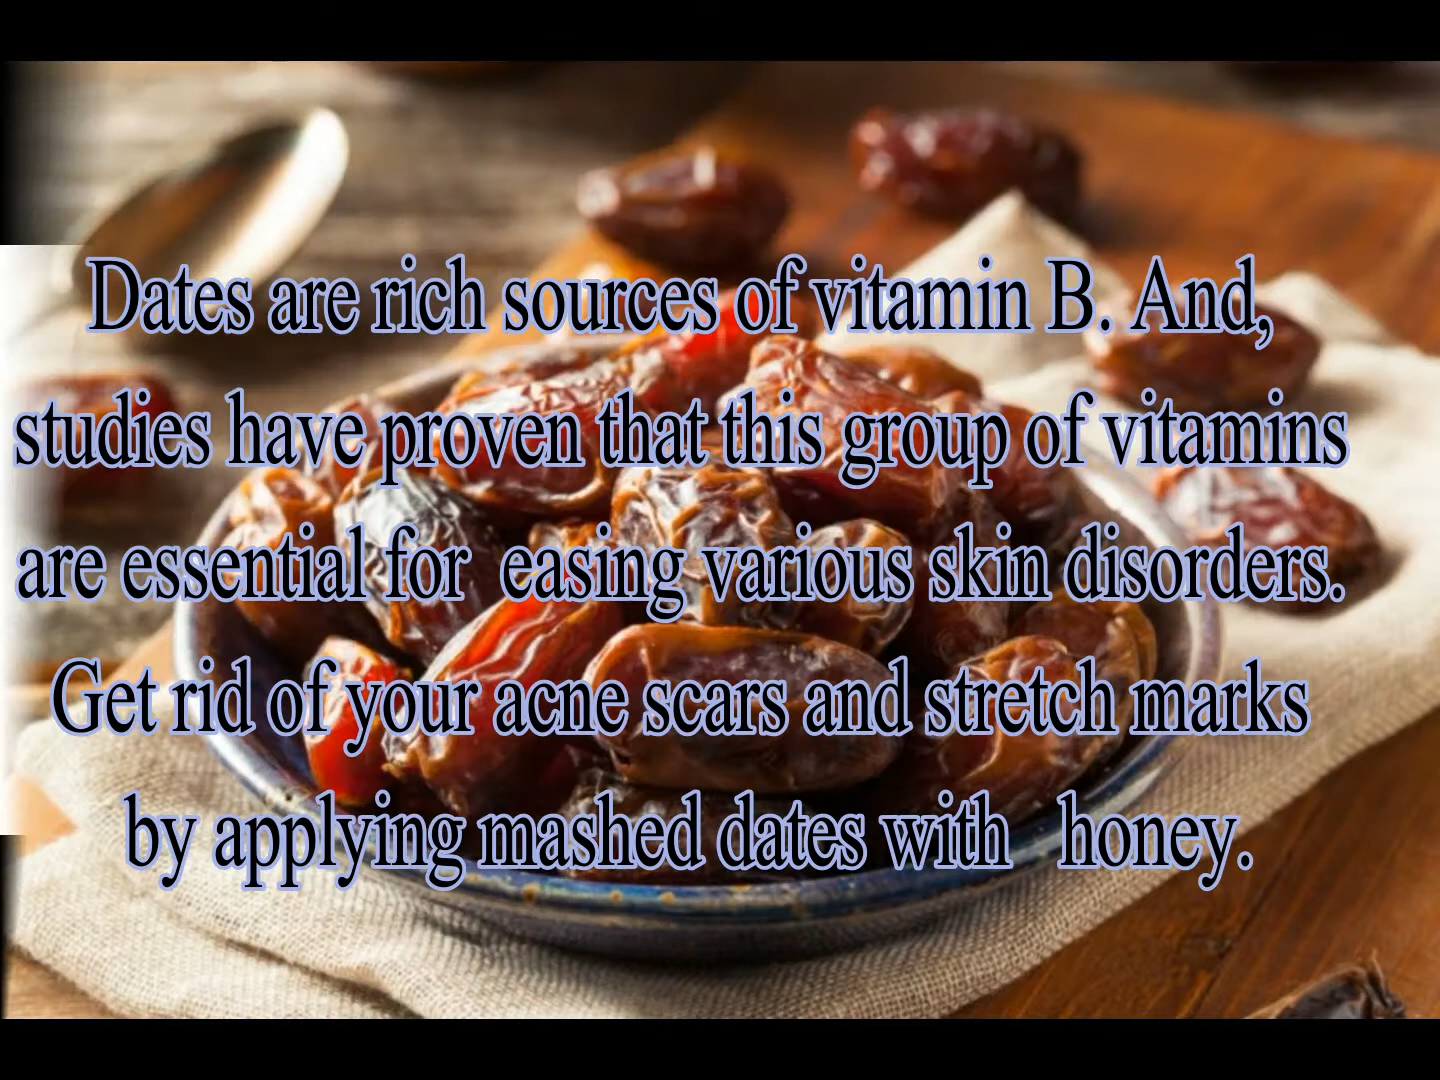 Dates are rich sources of vitamin B. And,
studies have proven that this group of vitamins
are essential for  easing various skin disorders.
Get rid of your acne scars and stretch marks
by applying mashed dates with   honey.